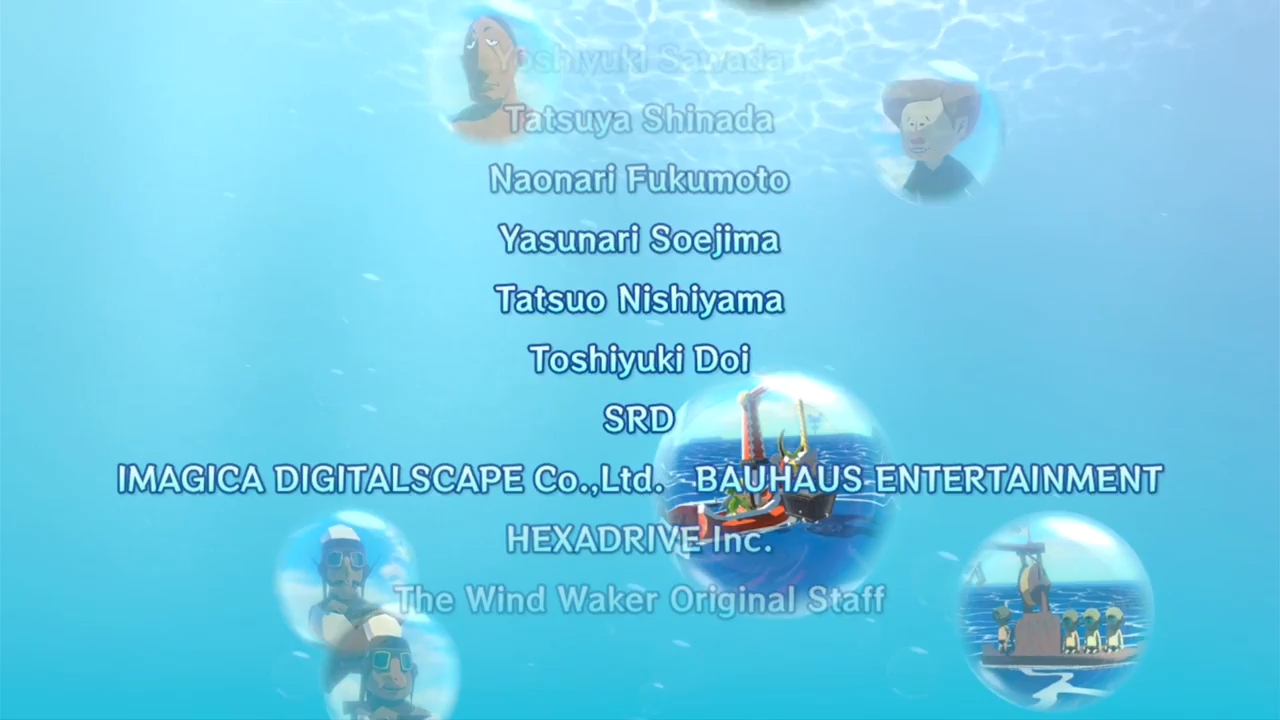 Yoshiyuki Sawada
Tatsuya Shinada
Naonari Fukumoto
Yasunari Soejima
Tatsuo Nishiyama
Toshiyuki Doi
SRD
IMAGICA DIGITALSCAPE Co.,Ltd. BAUHAUS ENTERTAINMENT
HEXADRIVE Inc.
The Wind Waker Original Staff